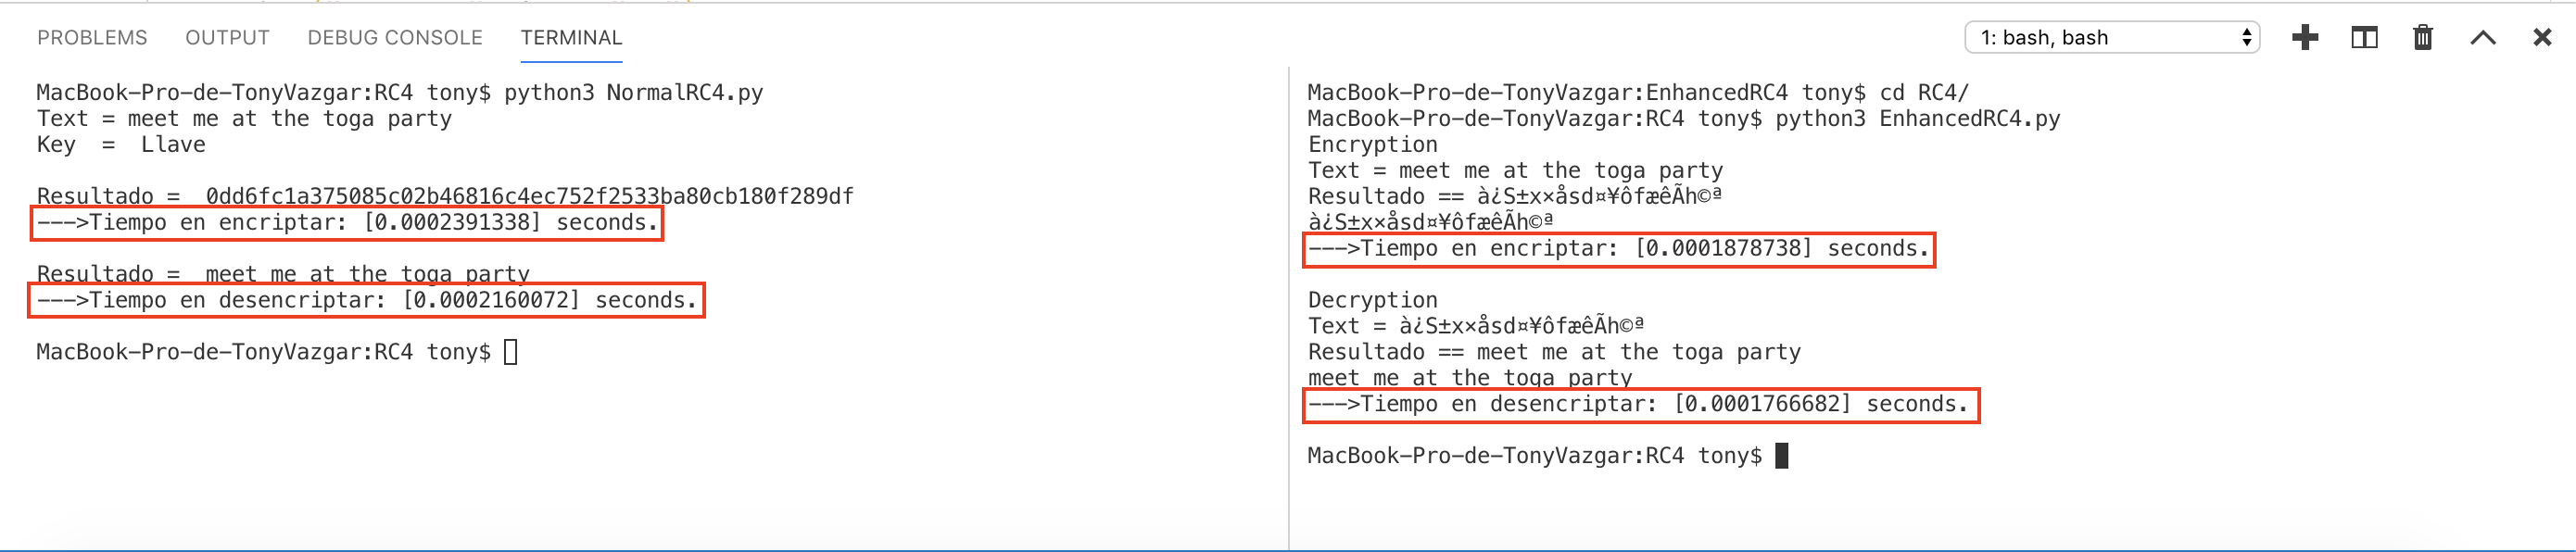 PROBLEMS OUTPUT DEBUG CONSOLE TERMINAL
1: bash, bash
MacBook-Pro-de-TonyVazgar:RC4 tony$ python3 NormalRC4.py
Text = meet me at the toga party
Key  =  Llave
Resultado =  0dd6fc1a375085c02b46816c4ec752f2533ba80cb180f289df
--->Tiempo en encriptar: [0.0002391338] seconds.
Resultado =  meet me at the toga party
--->Tiempo en desencriptar: [0.0002160072] seconds.
MacBook-Pro-de-TonyVazgar:RC4 tony$
MacBook-Pro-de-TonyVazgar:EnhancedRC4 tony$ cd RC4/
MacBook-Pro-de-TonyVazgar:RC4 tony$ python3 EnhancedRC4.py
Encryption
Text = meet me at the toga party
Resultado == à¿S±x×åsd¤¥ôfæêÃh©ª
à¿S±x×åsd¤¥ôfæêÃh©ª
--->Tiempo en encriptar: [0.0001878738] seconds.
Decryption
Text = à¿S±x×åsd¤¥ôfæêÃh©ª
Resultado == meet me at the toga party
meet me at the toga party
--->Tiempo en desencriptar: [0.0001766682] seconds.
MacBook-Pro-de-TonyVazgar:RC4 tony$